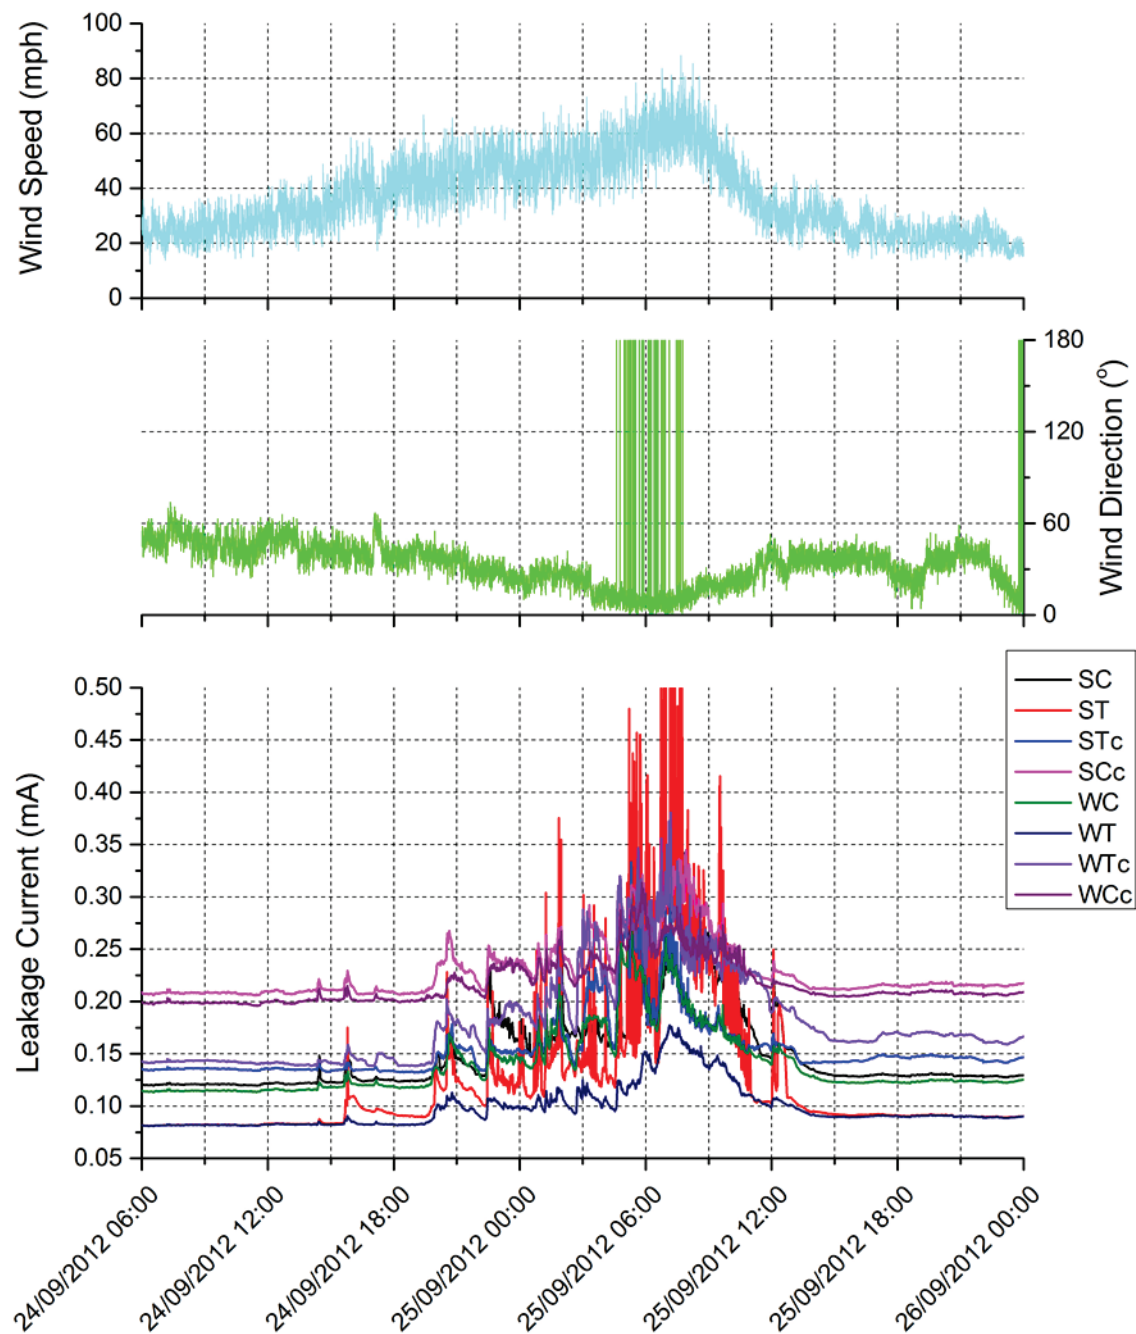 100
80
60
40
20
0
Wind Speed (mph)
180
120
60
0
Wind Direction (°)
SC
ST
STc
SCc
WC
WT
WTc
WCc
0.50
0.45
0.40
0.35
0.30
0.25
0.20
0.15
0.10
0.05
Leakage Current (mA)
24/09/2012 06:00
24/09/2012 12:00
24/09/2012 18:00
25/09/2012 00:00
25/09/2012 06:00
25/09/2012 12:00
25/09/2012 18:00
26/09/2012 00:00